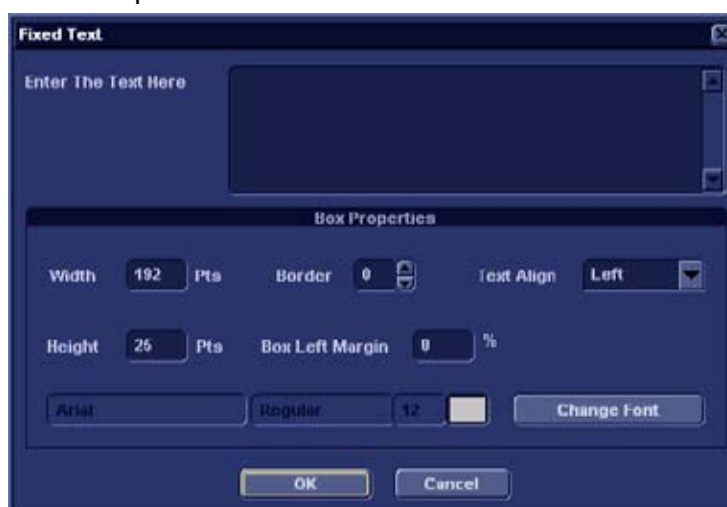 Fixed Text
Enter The Text Here
Box Properties
Width 192 Pts Border 0 Text Align Left
Height 25 Pts Box Left Margin 0 %
Arial Regular 12 Change Font
OK Cancel